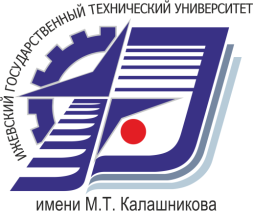 ИЖЕВСКИЙ ГОСУДАРСТВЕННЫЙ ТЕХНИЧЕСКИЙ УНИВЕРСИТЕТ
имени М.Т. Калашникова